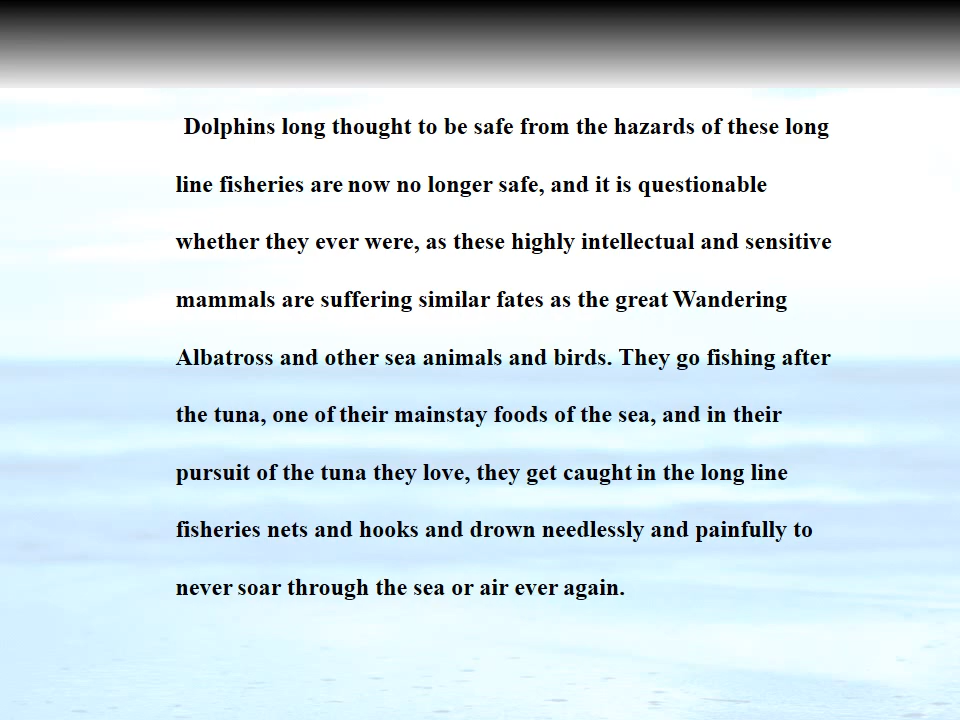 Dolphins long thought to be safe from the hazards of these long
line fisheries are now no longer safe, and it is questionable
whether they ever were, as these highly intellectual and sensitive
mammals are suffering similar fates as the great Wandering
Albatross and other sea animals and birds. They go fishing after
the tuna, one of their mainstay foods of the sea, and in their
pursuit of the tuna they love, they get caught in the long line
fisheries nets and hooks and drown needlessly and painfully to
never soar through the sea or air ever again.